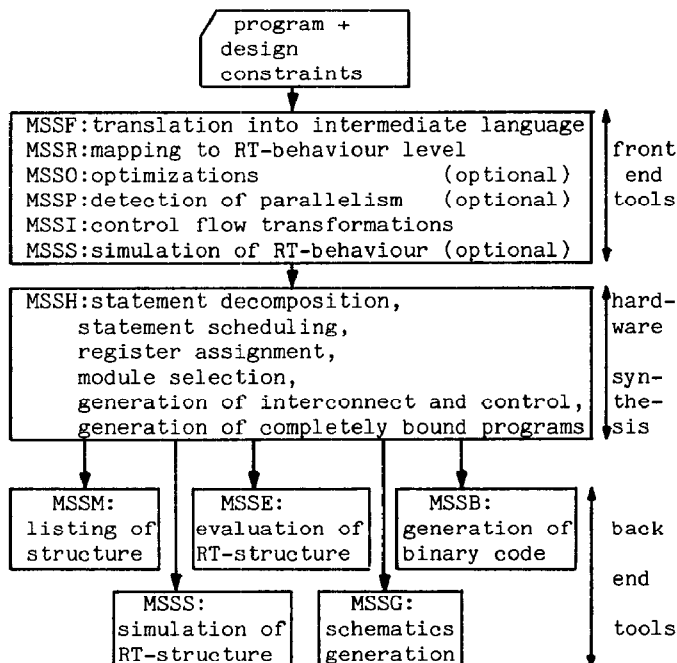 program +
design
constraints
MSSF:translation into intermediate language
MSSR:mapping to RT-behaviour level
MSSO:optimizations (optional)
MSSP:detection of parallelism (optional)
MSSI:control flow transformations
MSSS:simulation of RT-behaviour (optional)
front
end
tools
MSSH:statement decomposition,
statement scheduling,
register assignment,
module selection,
generation of interconnect and control,
generation of completely bound programs
hard-
ware
syn-
the-
sis
MSSM:
listing of
structure
MSSE:
evaluation of
RT-structure
MSSB:
generation of
binary code
MSSS:
simulation of
RT-structure
MSSG:
schematics
generation
back
end
tools